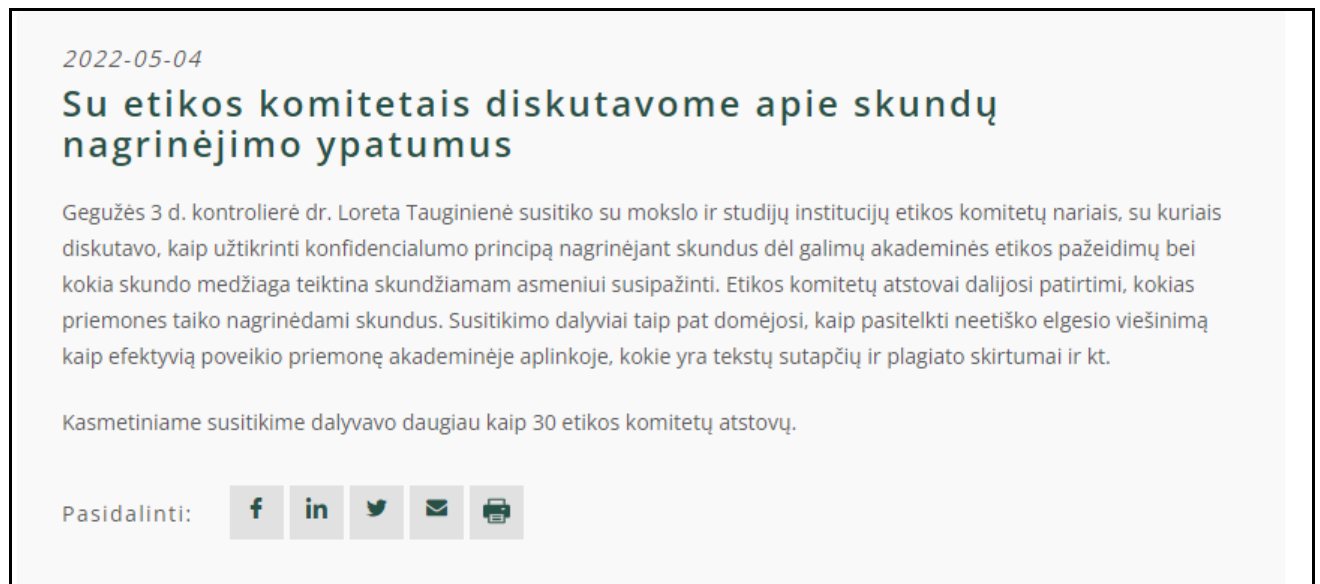 2022-05-04
Su etikos komitetais diskutavome apie skundų
nagrinėjimo ypatumus
Gegužės 3 d. kontrolierė dr. Loreta Tauginienė susitiko su mokslo ir studijų institucijų etikos komitetų nariais, su kuriais
diskutavo, kaip užtikrinti konfidencialumo principą nagrinėjant skundus dėl galimų akademinės etikos pažeidimų bei
kokia skundo medžiaga teiktina skundžiamam asmeniui susipažinti. Etikos komitetų atstovai dalijosi patirtimi, kokias
priemones taiko nagrinėdami skundus. Susitikimo dalyviai taip pat domėjosi, kaip pasitelkti neetiško elgesio viešinimą
kaip efektyvią poveikio priemonę akademinėje aplinkoje, kokie yra tekstų sutapčių ir plagiato skirtumai ir kt.
Kasmetiniame susitikime dalyvavo daugiau kaip 30 etikos komitetų atstovų.
Pasidalinti: